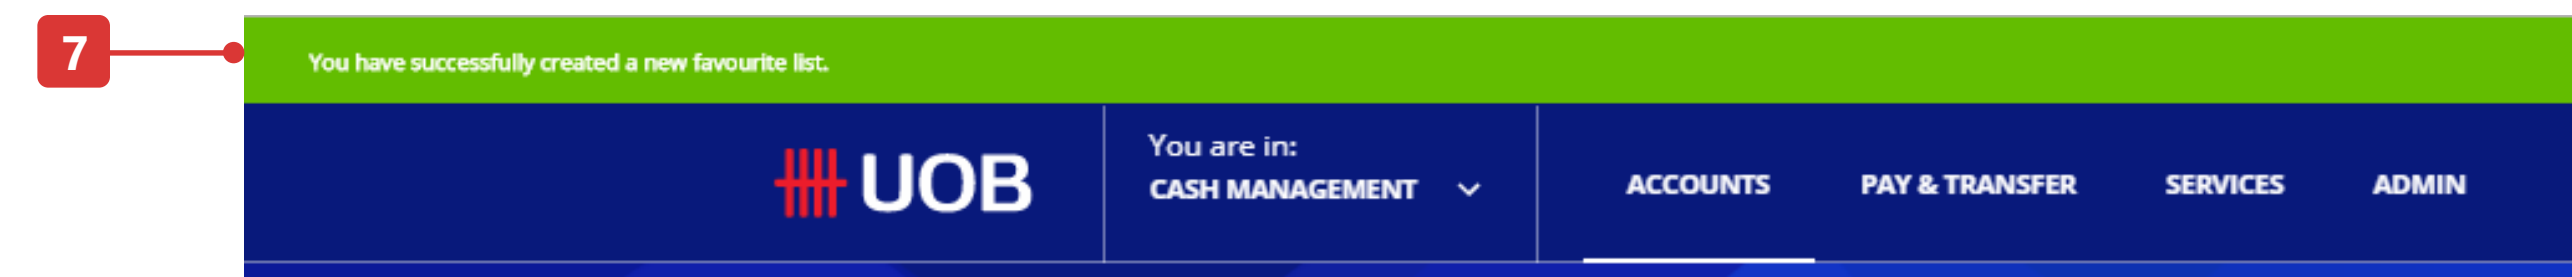 7
You have successfully created a new favourite list.
UOB
You are in:
CASH MANAGEMENT
ACCOUNTS
PAY & TRANSFER
SERVICES
ADMIN